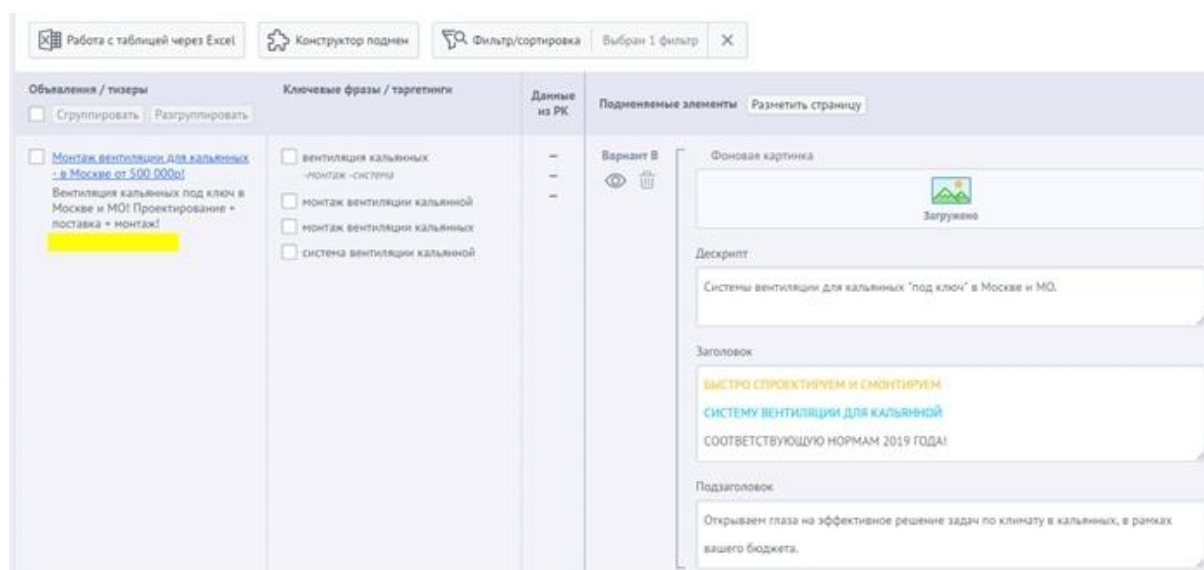 Работа с таблицей через Excel
Конструктор подмен
Фильтр/сортировка
Выбран 1 фильтр
Объявления / тизеры
Сгруппировать
Разгруппировать
Ключевые фразы / таргетинги
Данные
из РК
Подменяемые элементы
Разметить страницу
Монтаж вентиляции для кальянных
- в Москве от 500 000р!
Вентиляция кальянных под ключ в
Москве и МО! Проектирование +
поставка + монтаж!
вентиляция кальянных
-монтаж -система
монтаж вентиляции кальянной
монтаж вентиляции кальянных
система вентиляции кальянной
–
–
–
Вариант B
Фоновая картинка
Загружено
Дескрипт
Системы вентиляции для кальянных "под ключ" в Москве и МО.
Заголовок
БЫСТРО СПРОЕКТИРУЕМ И СМОНТИРУЕМ
СИСТЕМУ ВЕНТИЛЯЦИИ ДЛЯ КАЛЬЯННОЙ
СООТВЕТСТВУЮЩУЮ НОРМАМ 2019 ГОДА!
Подзаголовок
Открываем глаза на эффективное решение задач по климату в кальянных, в рамках
вашего бюджета.